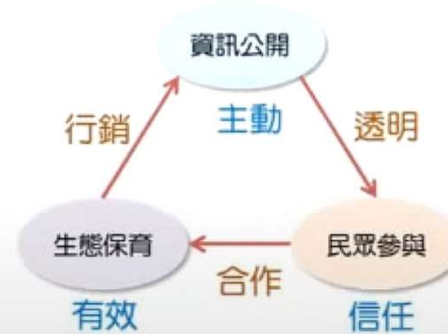 資訊公開
行銷
主動
透明
生態保育
民眾參與
合作
有效
信任